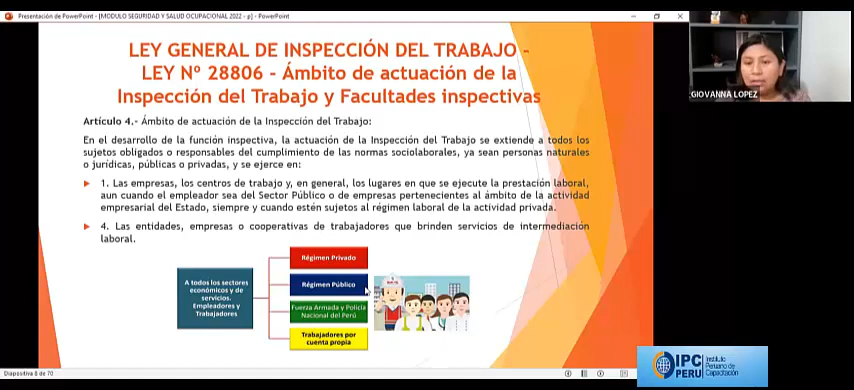 Presentación de PowerPoint - [MODULO SEGURIDAD Y SALUD OCUPACIONAL 2022 - p] - PowerPoint
LEY GENERAL DE INSPECCIÓN DEL TRABAJO -
LEY Nº 28806 - Ámbito de actuación de la
Inspección del Trabajo y Facultades inspectivas
GIOVANNA LOPEZ
Artículo 4.- Ámbito de actuación de la Inspección del Trabajo:
En el desarrollo de la función inspectiva, la actuación de la Inspección del Trabajo se extiende a todos los
sujetos obligados o responsables del cumplimiento de las normas sociolaborales, ya sean personas naturales
o jurídicas, públicas o privadas, y se ejerce en:
1. Las empresas, los centros de trabajo y, en general, los lugares en que se ejecute la prestación laboral,
aun cuando el empleador sea del Sector Público o de empresas pertenecientes al ámbito de la actividad
empresarial del Estado, siempre y cuando estén sujetos al régimen laboral de la actividad privada.
4. Las entidades, empresas o cooperativas de trabajadores que brinden servicios de intermediación
laboral.
A todos los sectores
económicos y de
servicios.
Empleadores y
Trabajadores
Régimen Privado
Régimen Público
Fuerza Armada y Policía
Nacional del Perú
Trabajadores por
cuenta propia
Diapositiva 8 de 70
IPC
PERU
Instituto
Peruano de
Capacitación